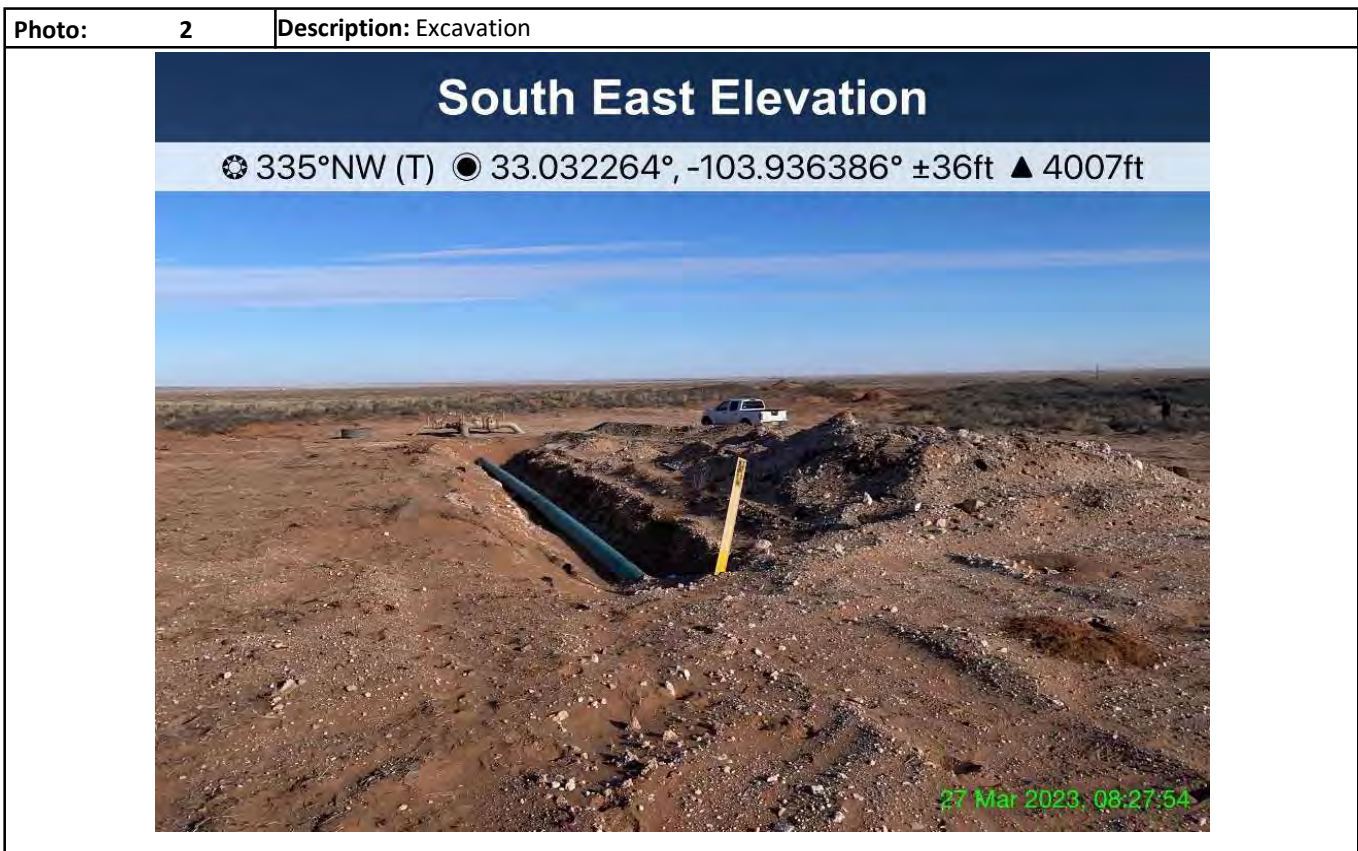 Photo: 2 Description: Excavation
South East Elevation
335°NW (T) 33.032264°, -103.936386° ±36ft ▲ 4007ft
27 Mar 2023, 08:27:54